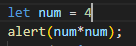 let num = 4
alert(num*num);